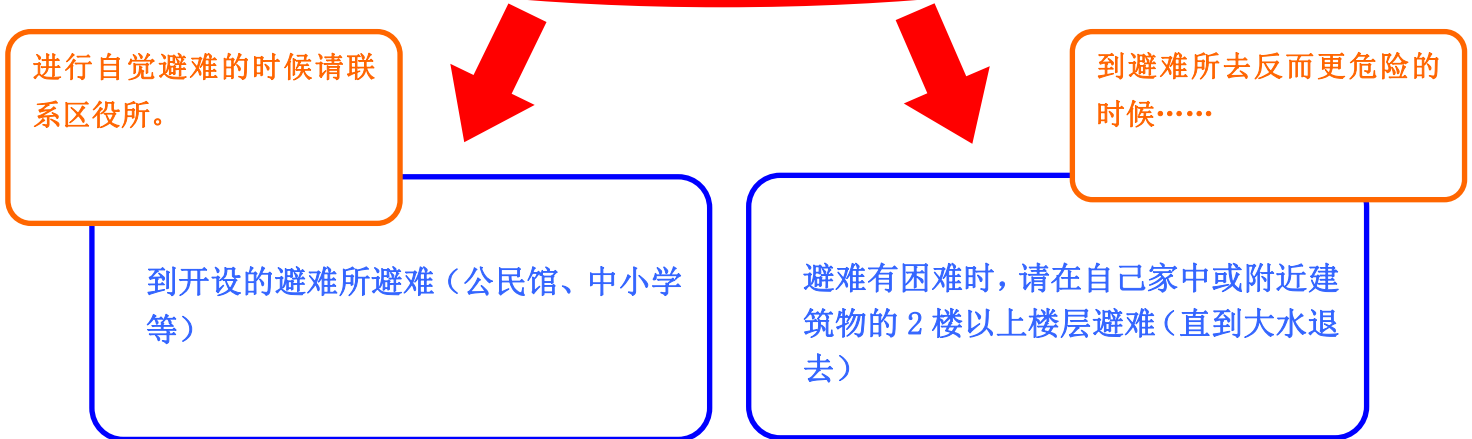 进行自觉避难的时候请联
系区役所。
到开设的避难所避难（公民馆、中小学
等）
到避难所去反而更危险的
时候……
避难有困难时，请在自己家中或附近建
筑物的 2 楼以上楼层避难（直到大水退
去）